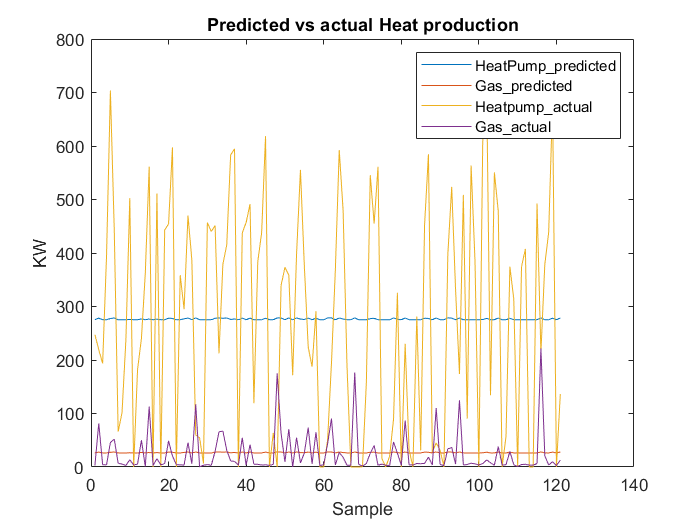 Predicted vs actual Heat production
800
700
600
500
400
300
200
100
0
KW
HeatPump_predicted
Gas_predicted
Heatpump_actual
Gas_actual
0 20 40 60 80 100 120 140
Sample